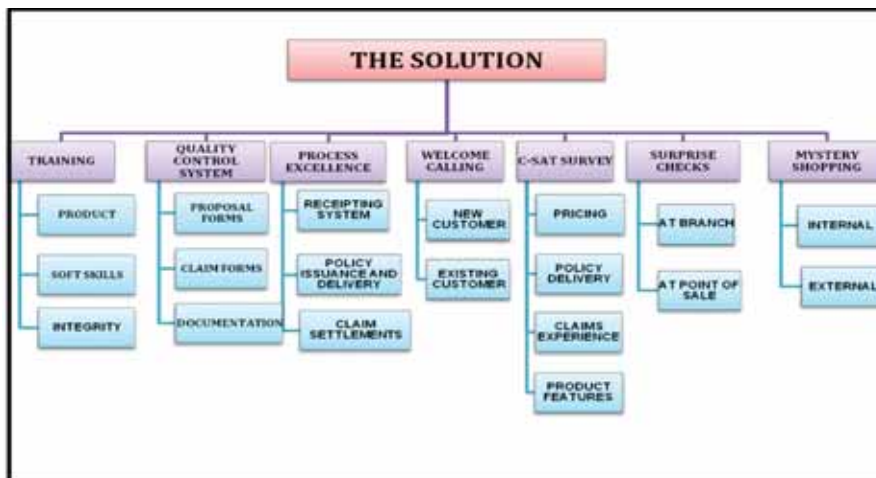 THE SOLUTION
TRAINING
PRODUCT
SOFT SKILLS
INTEGRITY
QUALITY
CONTROL
SYSTEM
PROPOSAL
FORMS
CLAIM FORMS
DOCUMENTATION
PROCESS
EXCELLENCE
RECEIPTING
SYSTEM
POLICY
ISSUANCE AND
DELIVERY
CLAIM
SETTLEMENTS
WELCOME
CALLING
NEW
CUSTOMER
EXISTING
CUSTOMER
C-SAT SURVEY
PRICING
POLICY
DELIVERY
CLAIMS
EXPERIENCE
PRODUCT
FEATURES
SURPRISE
CHECKS
AT BRANCH
AT POINT OF
SALE
MYSTERY
SHOPPING
INTERNAL
EXTERNAL